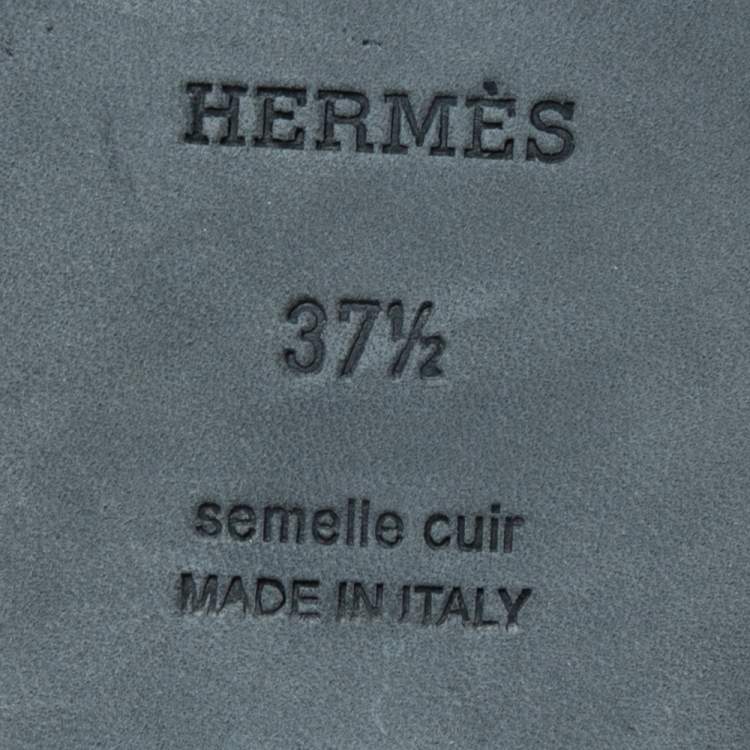 HERMÈS
37½
semelle cuir
MADE IN ITALY